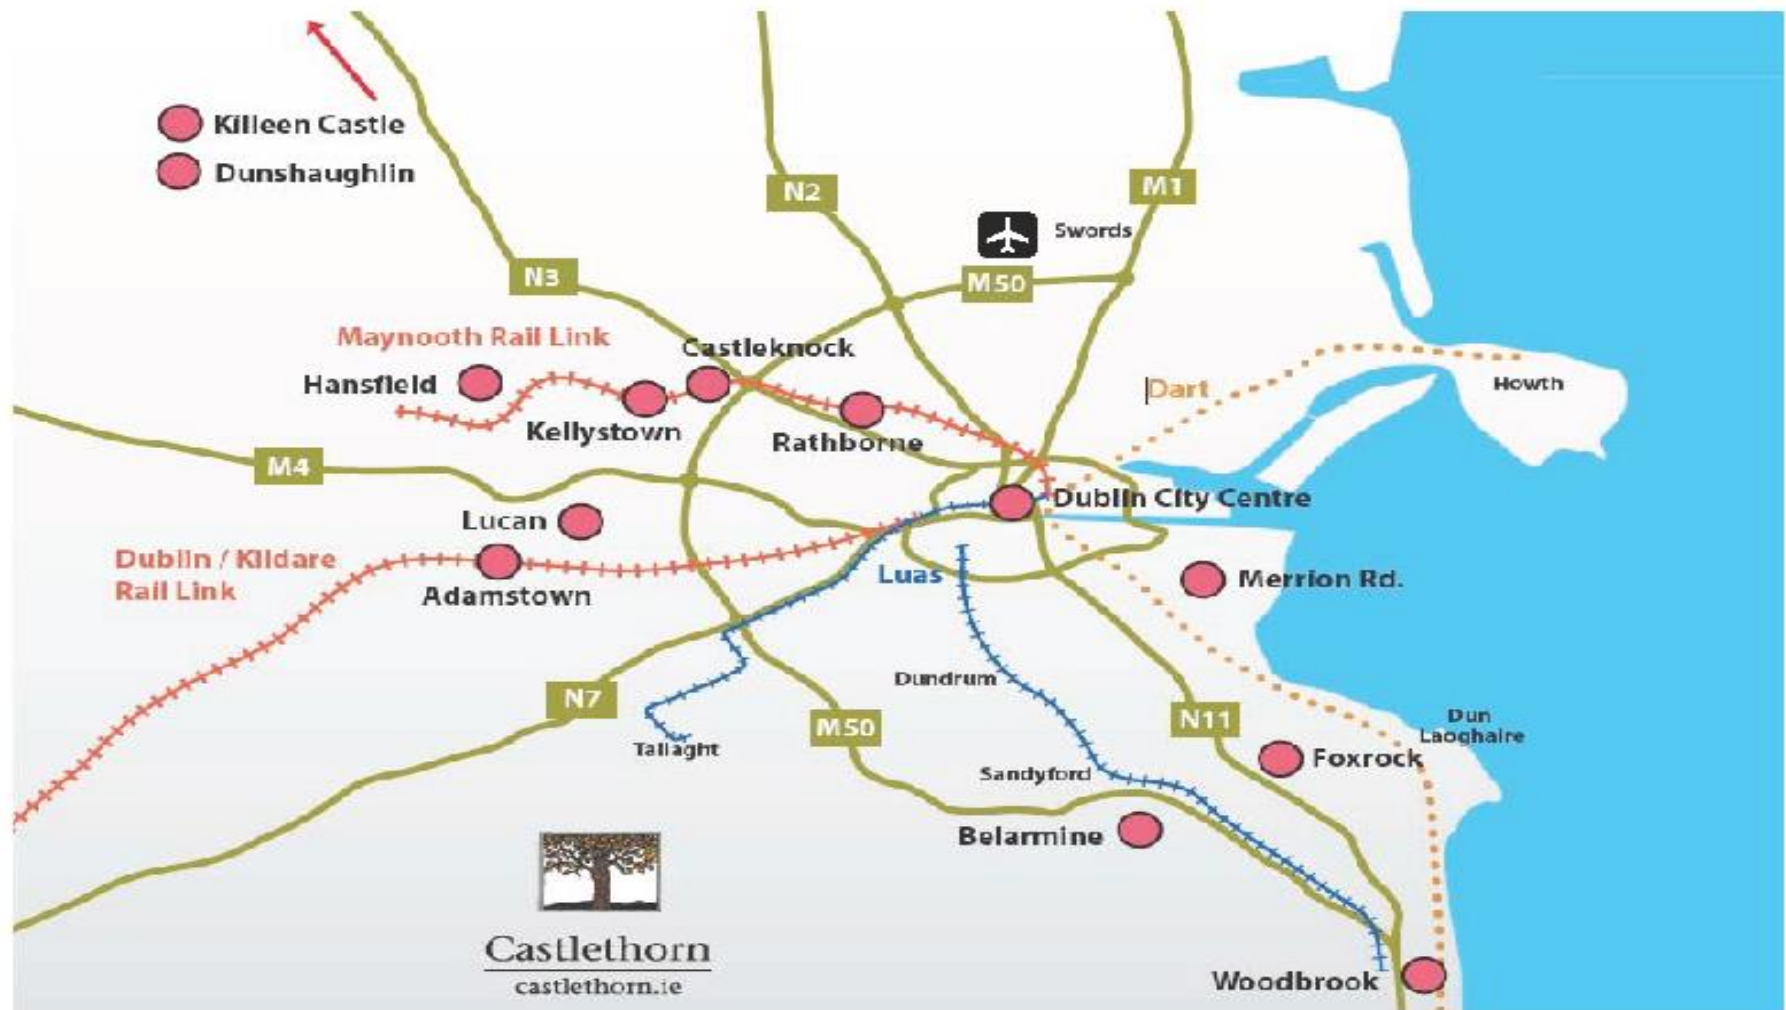 Killeen Castle
Dunshaughlin
N2
M1
Swords
N3
M50
Maynooth Rail Link
Castleknock
Hansfield
Dart
Howth
Kellystown
Rathborne
M4
Dublin City Centre
Lucan
Dublin / Kildare
Rail Link
Luas
Merrion Rd.
Adamstown
Dundrum
N7
M50
N11
Dun
Laoghaire
Tallaght
Foxrock
Sandyford
Belarmine
Castlethorn
castlethorn.ie
Woodbrook